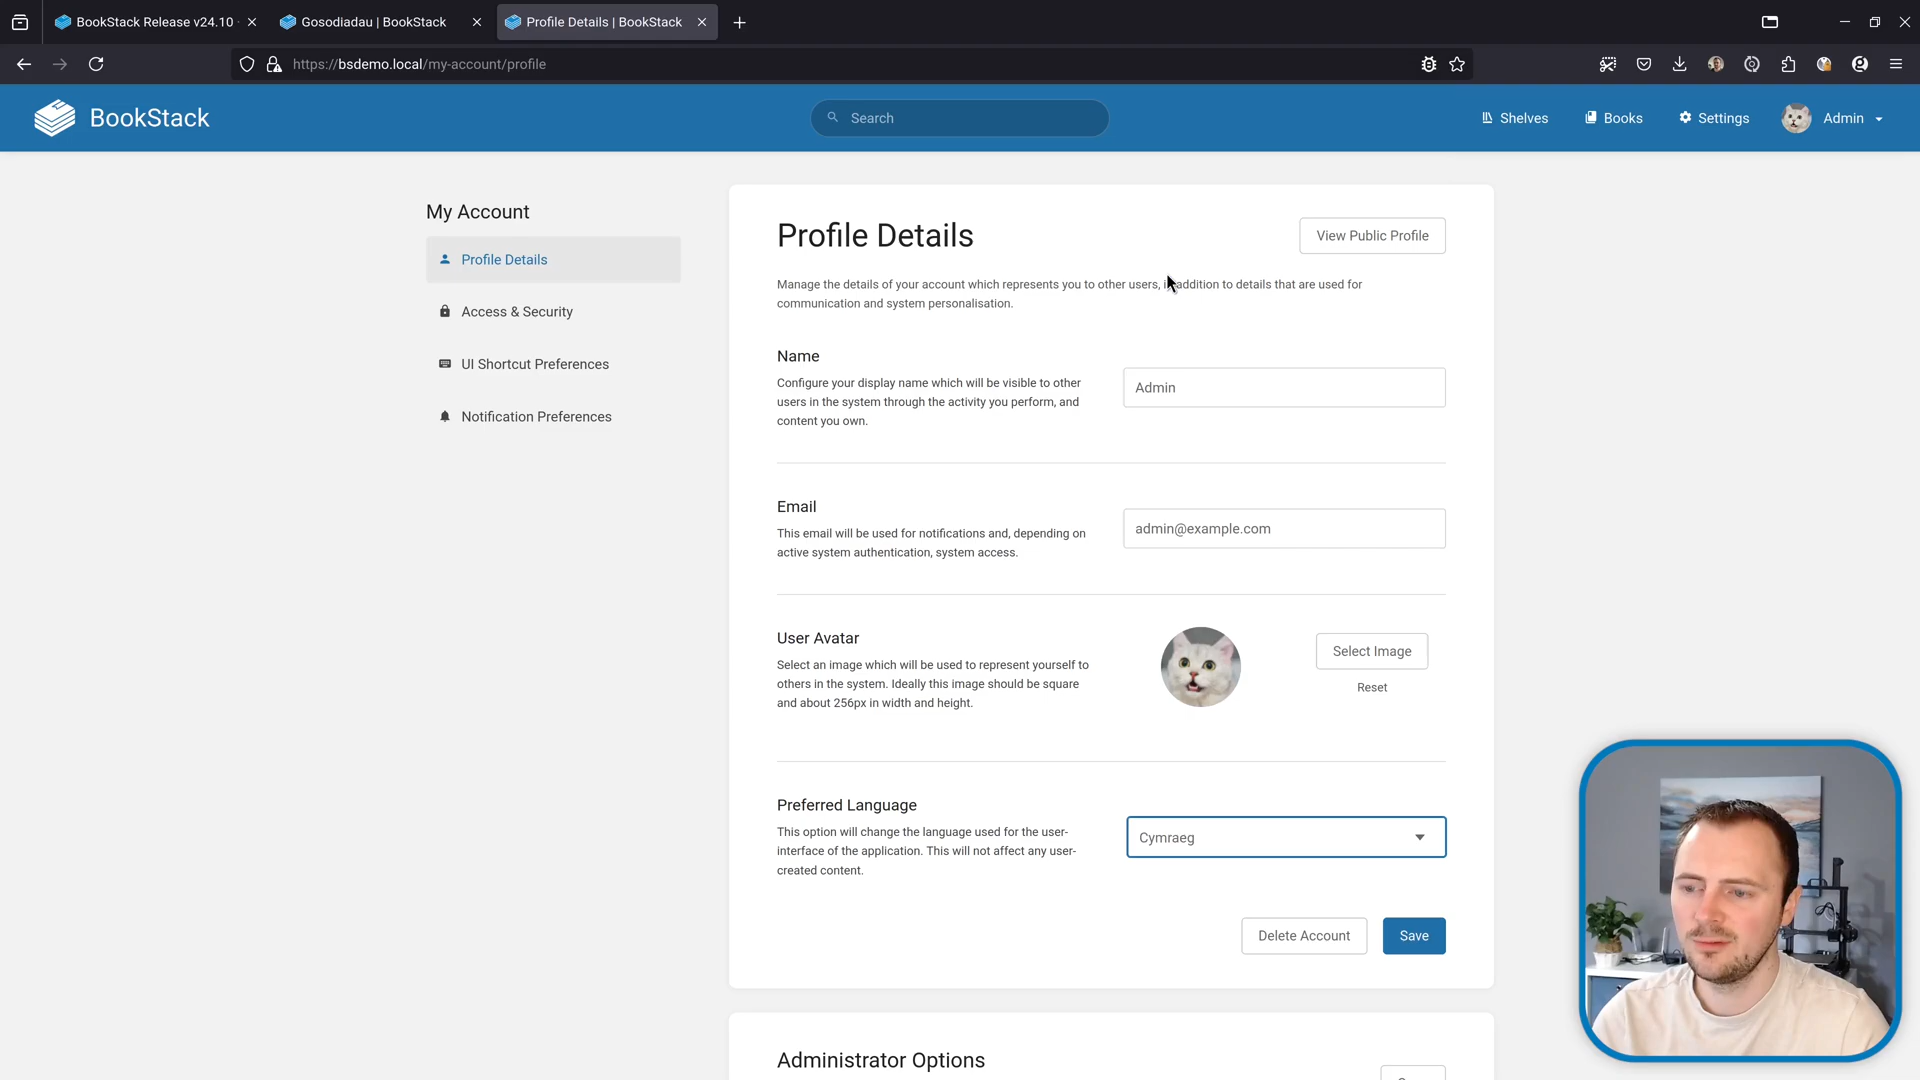 BookStack Release v24.10
Gosodiadau | BookStack
Profile Details | BookStack
https://bsdemo.local/my-account/profile
BookStack
Search
Shelves
Books
Settings
Admin
My Account
Profile Details
Access & Security
UI Shortcut Preferences
Notification Preferences
Profile Details
View Public Profile
Manage the details of your account which represents you to other users, addition to details that are used for
communication and system personalisation.
Name
Configure your display name which will be visible to other
users in the system through the activity you perform, and
content you own.
Admin
Email
This email will be used for notifications and, depending on
active system authentication, system access.
admin@example.com
User Avatar
Select an image which will be used to represent yourself to
others in the system. Ideally this image should be square
and about 256px in width and height.
Select Image
Reset
Preferred Language
This option will change the language used for the user-
interface of the application. This will not affect any user-
created content.
Cymraeg
Delete Account
Save
Administrator Options